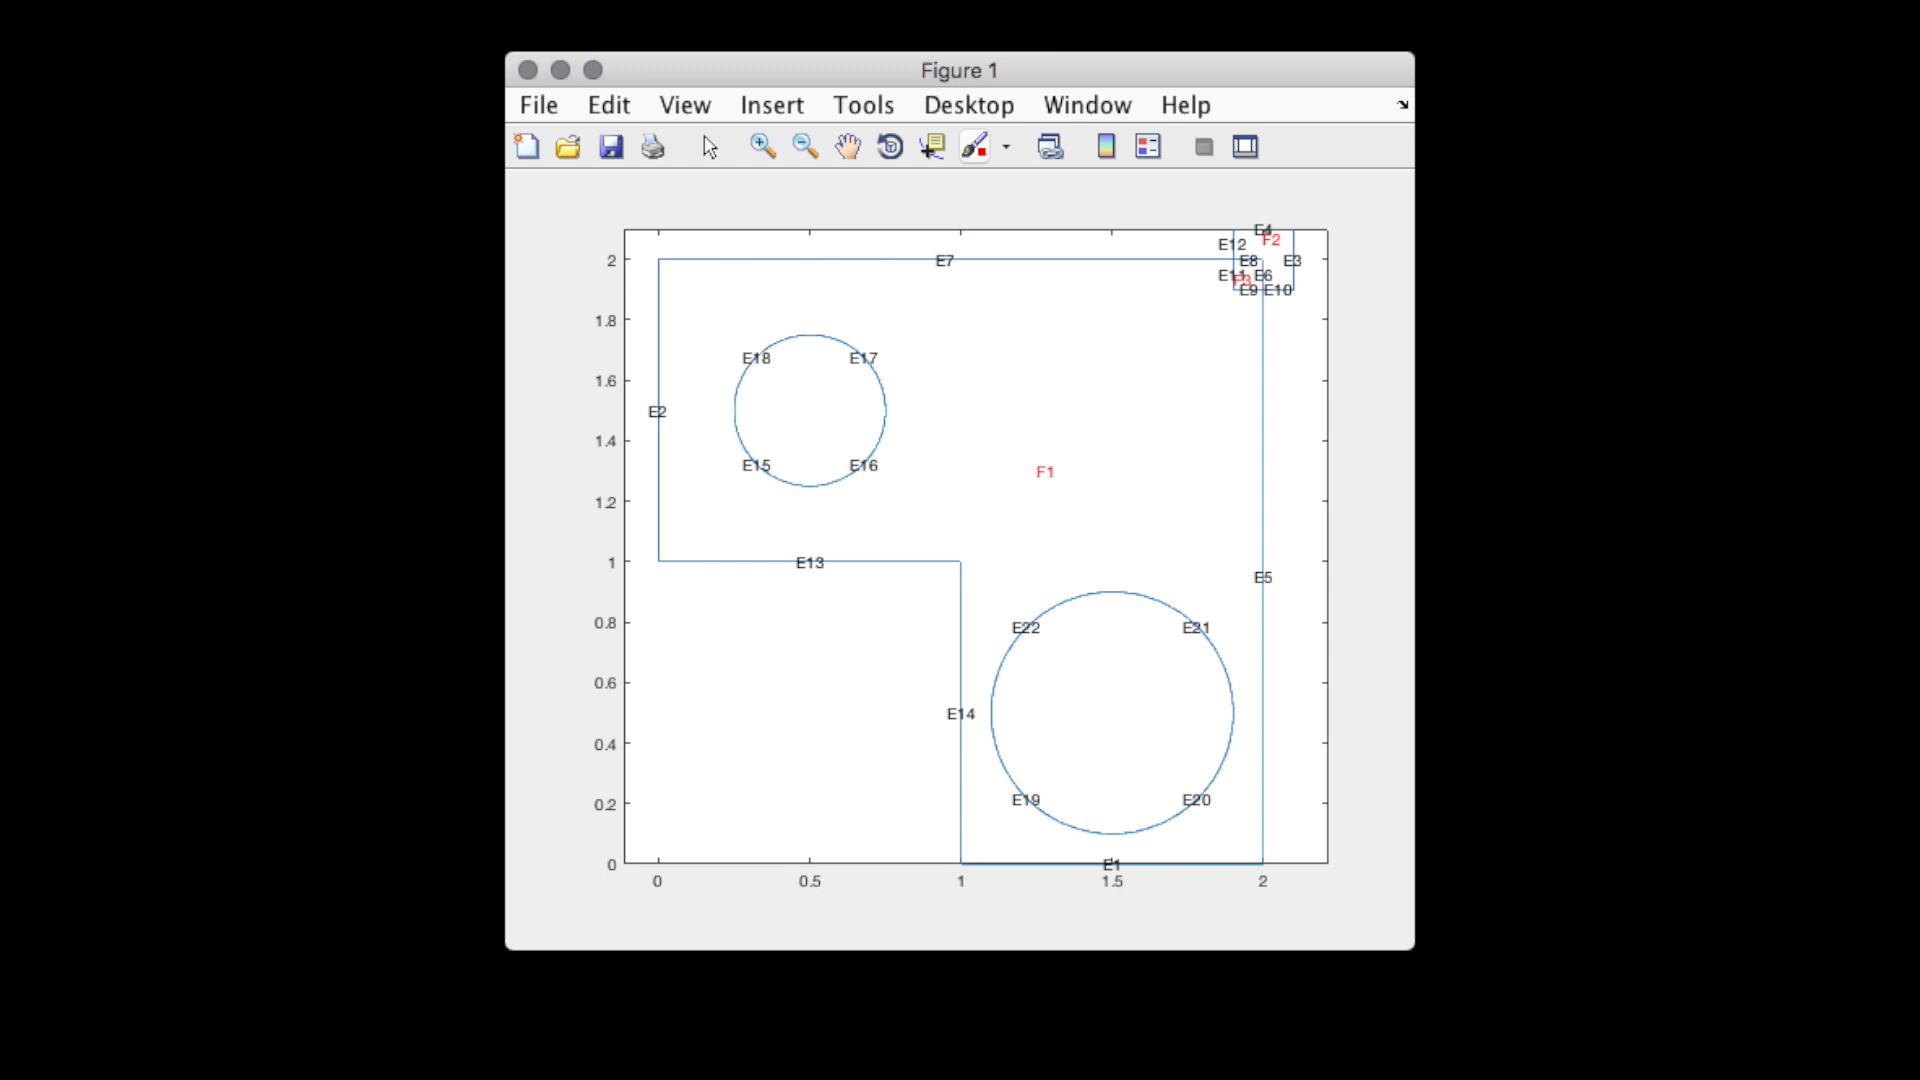 Figure 1
File Edit View Insert Tools Desktop Window Help
E4
F2
E12
2
E7
E8
E3
E11
E6
F3
E9
E10
1.8
E18
E17
1.6
E2
1.4
E15
E16
F1
1.2
1
E13
E5
0.8
E22
E21
0.6
E14
0.4
E19
E20
0.2
0
E1
0 0.5 1 1.5 2